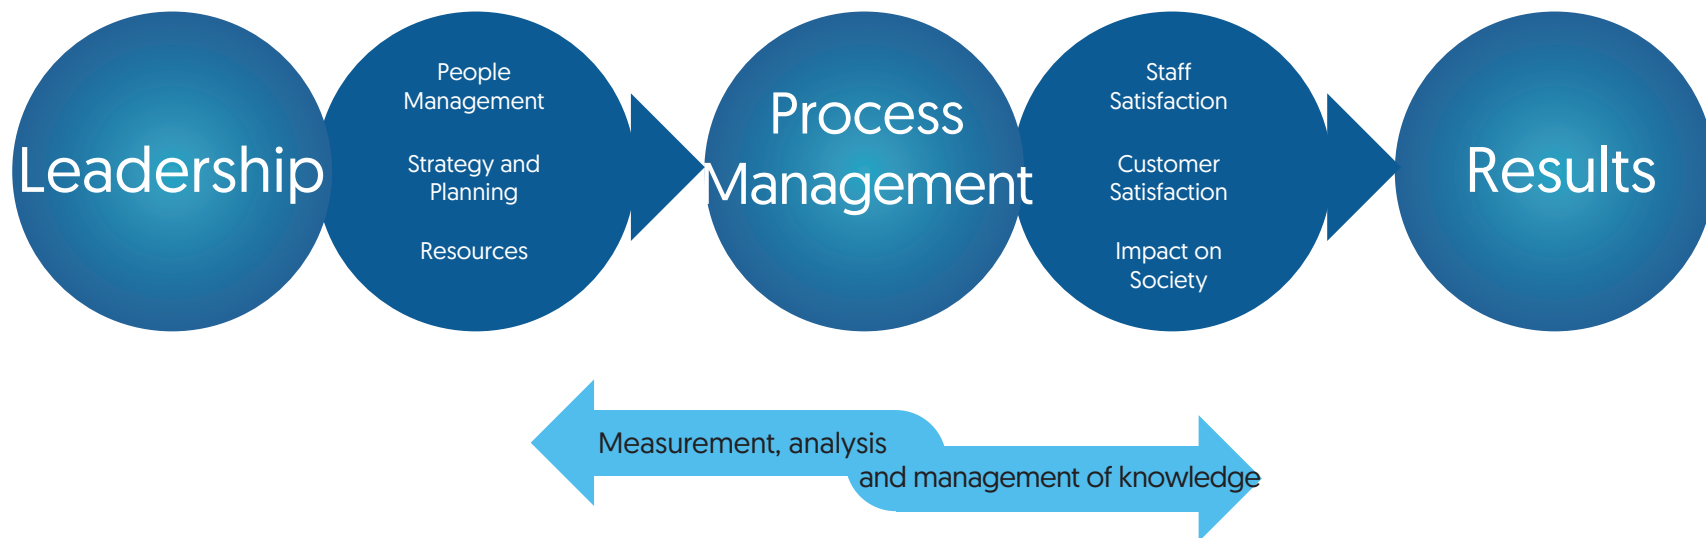 Leadership
People
Management
Strategy and
Planning
Resources
Process
Management
Staff
Satisfaction
Customer
Satisfaction
Impact on
Society
Results
Measurement, analysis
and management of knowledge